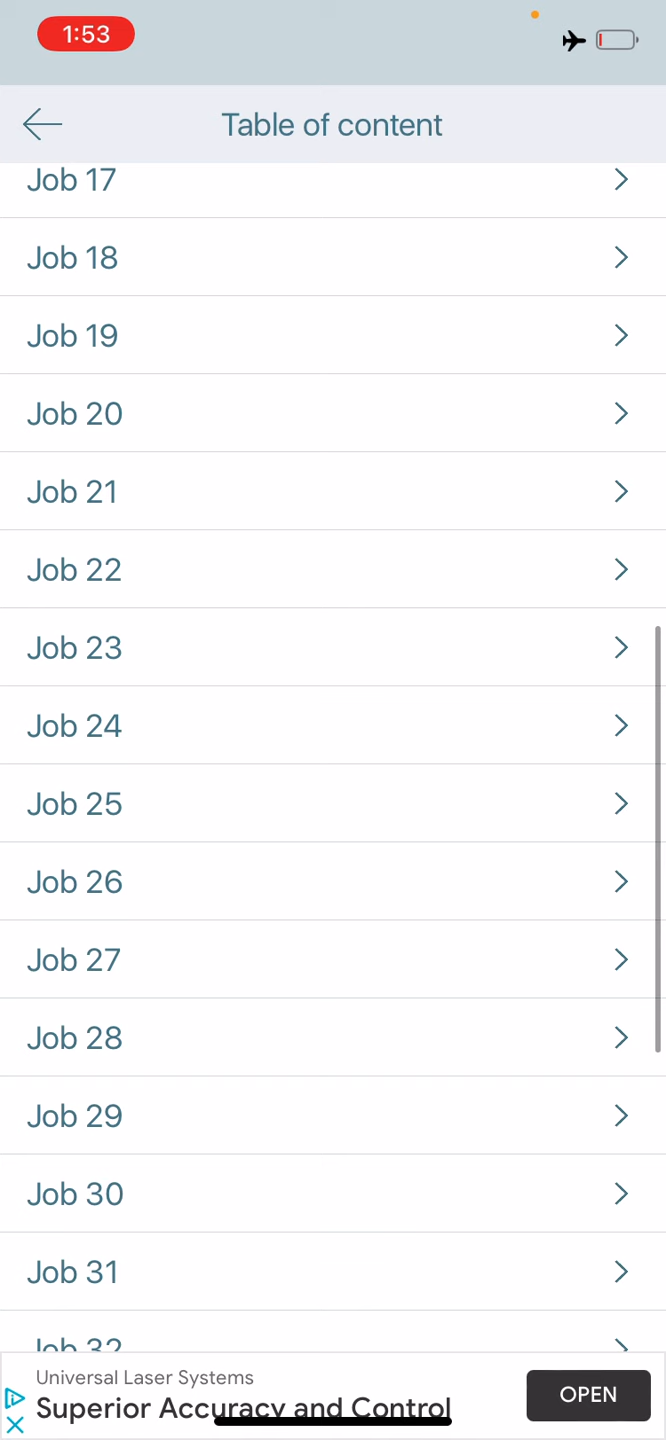 1:53
Table of content
Job 17
Job 18
Job 19
Job 20
Job 21
Job 22
Job 23
Job 24
Job 25
Job 26
Job 27
Job 28
Job 29
Job 30
Job 31
Job 32
Universal Laser Systems
Superior Accuracy and Control
OPEN